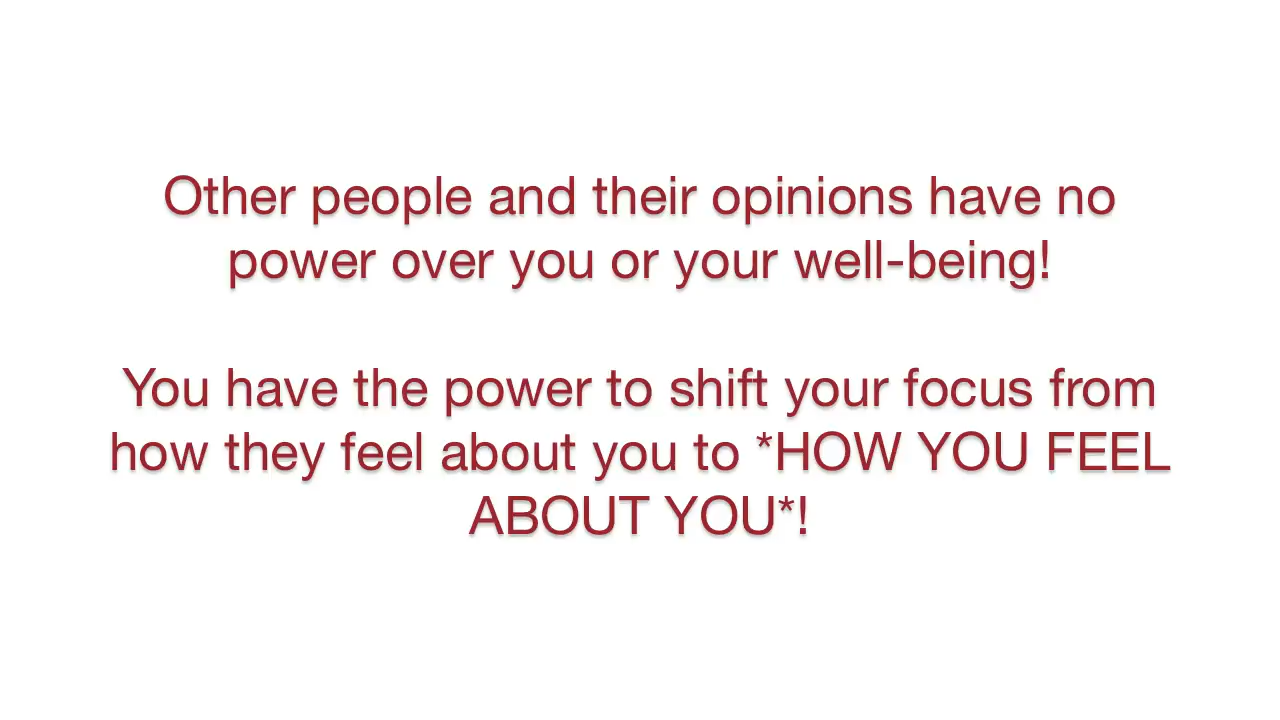 Other people and their opinions have no
power over you or your well-being!
You have the power to shift your focus from
how they feel about you to *HOW YOU FEEL
ABOUT YOU*!